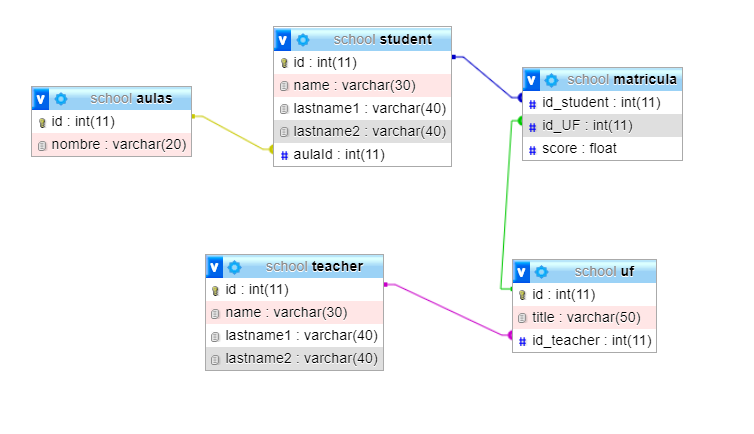 school aulas
id : int(11)
nombre : varchar(20)
school student
id : int(11)
name : varchar(30)
lastname1 : varchar(40)
lastname2 : varchar(40)
aulaId : int(11)
school matricula
id_student : int(11)
id_UF : int(11)
score : float
school teacher
id : int(11)
name : varchar(30)
lastname1 : varchar(40)
lastname2 : varchar(40)
school uf
id : int(11)
title : varchar(50)
id_teacher : int(11)